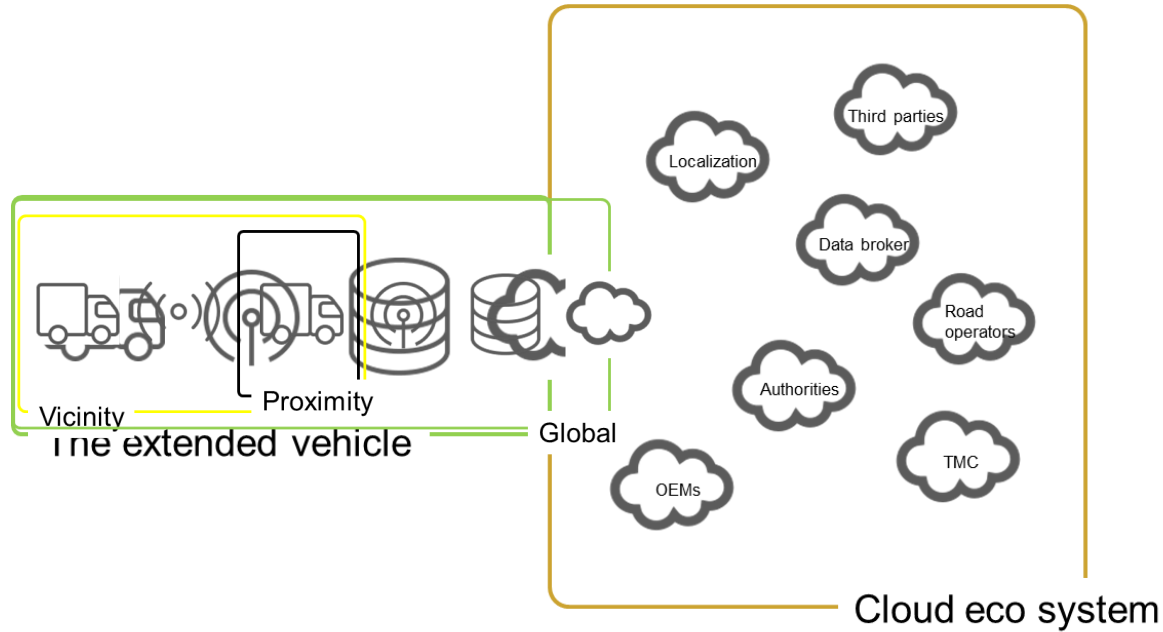 Third parties
Localization
Data broker
Road
operators
Authorities
Proximity
Vicinity
The extended vehicle
Global
TMC
OEMs
Cloud eco system